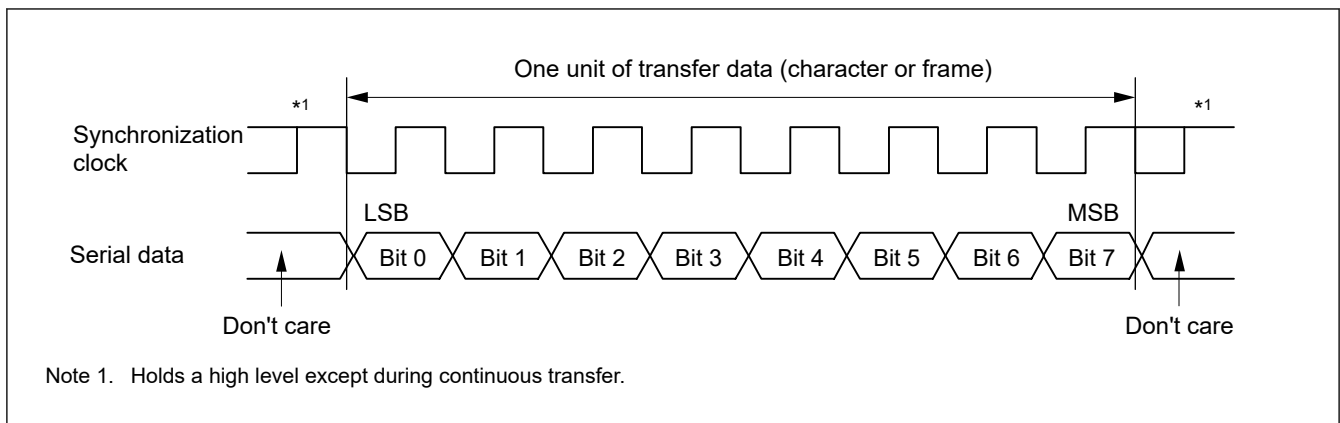 One unit of transfer data (character or frame)
*1
*1
Synchronization
clock
LSB
MSB
Serial data
Bit 0
Bit 1
Bit 2
Bit 3
Bit 4
Bit 5
Bit 6
Bit 7
Don't care
Don't care
Note 1. Holds a high level except during continuous transfer.